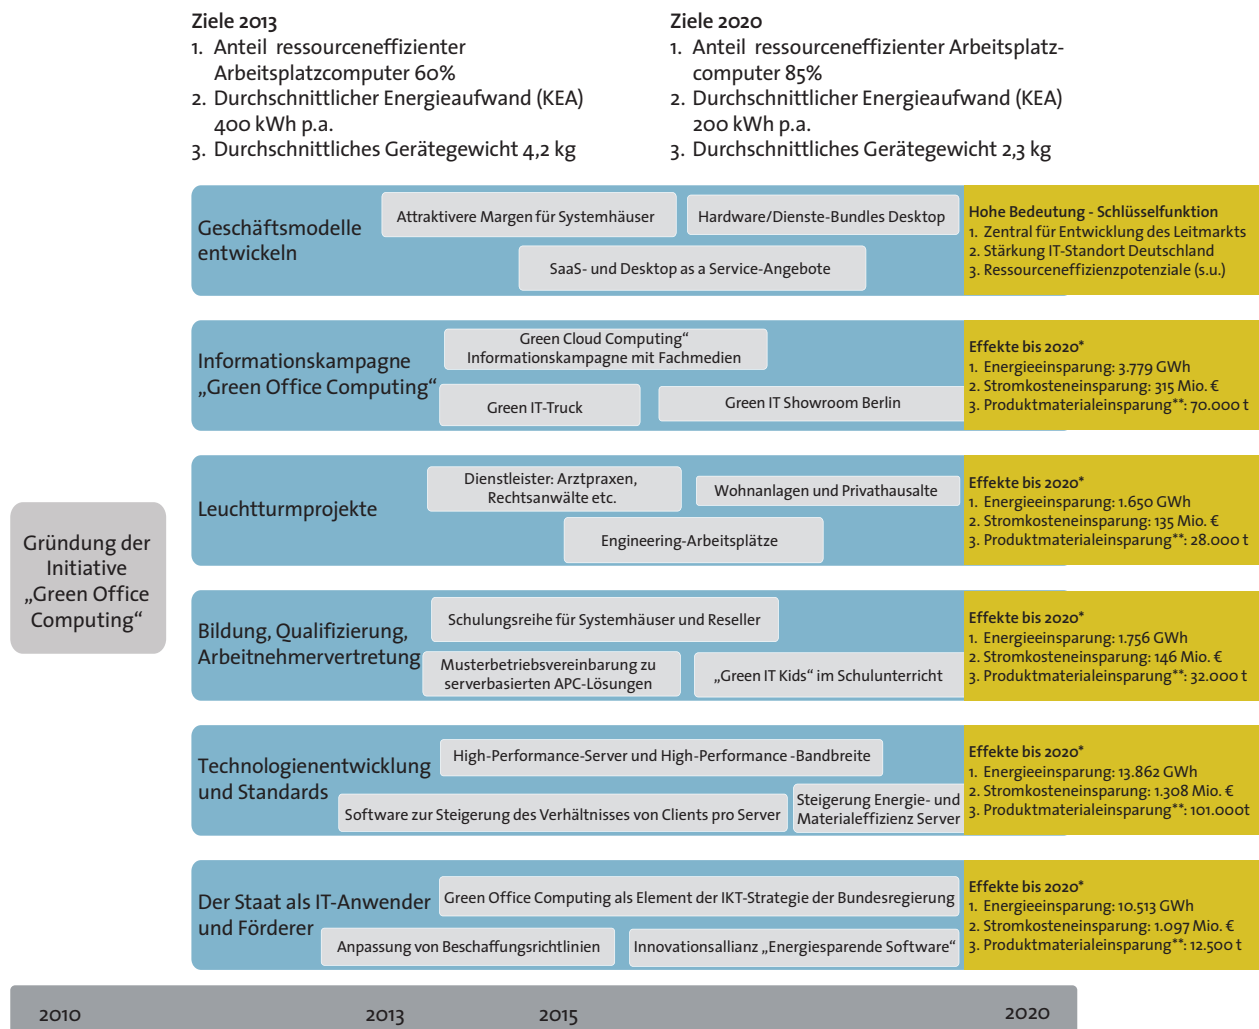 Ziele 2013
1. Anteil ressourceneffizienter
Arbeitsplatzcomputer 60%
2. Durchschnittlicher Energieaufwand (KEA)
400 kWh p.a.
3. Durchschnittliches Gerätegewicht 4,2 kg
Ziele 2020
1. Anteil ressourceneffizienter Arbeitsplatz-
computer 85%
2. Durchschnittlicher Energieaufwand (KEA)
200 kWh p.a.
3. Durchschnittliches Gerätegewicht 2,3 kg
Gründung der
Initiative
„Green Office
Computing“
Geschäftsmodelle
entwickeln
Attraktivere Margen für Systemhäuser
Hardware/Dienste-Bundles Desktop
SaaS- und Desktop as a Service-Angebote
Hohe Bedeutung - Schlüsselfunktion
1. Zentral für Entwicklung des Leitmarkts
2. Stärkung IT-Standort Deutschland
3. Ressourceneffizienzpotenziale (s.u.)
Informationskampagne
„Green Office Computing“
Green Cloud Computing“
Informationskampagne mit Fachmedien
Green IT-Truck
Green IT Showroom Berlin
Effekte bis 2020*
1. Energieeinsparung: 3.779 GWh
2. Stromkosteneinsparung: 315 Mio. €
3. Produktmaterialeinsparung**: 70.000 t
Leuchtturmprojekte
Dienstleister: Arztpraxen,
Rechtsanwälte etc.
Wohnanlagen und Privathausalte
Engineering-Arbeitsplätze
Effekte bis 2020*
1. Energieeinsparung: 1.650 GWh
2. Stromkosteneinsparung: 135 Mio. €
3. Produktmaterialeinsparung**: 28.000 t
Bildung, Qualifizierung,
Arbeitnehmervertretung
Schulungsreihe für Systemhäuser und Reseller
Musterbetriebsvereinbarung zu
serverbasierten APC-Lösungen
„Green IT Kids“ im Schulunterricht
Effekte bis 2020*
1. Energieeinsparung: 1.756 GWh
2. Stromkosteneinsparung: 146 Mio. €
3. Produktmaterialeinsparung**: 32.000 t
Technologienentwicklung
und Standards
High-Performance-Server und High-Performance -Bandbreite
Software zur Steigerung des Verhältnisses von Clients pro Server
Steigerung Energie- und
Materialeffizienz Server
Effekte bis 2020*
1. Energieeinsparung: 13.862 GWh
2. Stromkosteneinsparung: 1.308 Mio. €
3. Produktmaterialeinsparung**: 101.000t
Der Staat als IT-Anwender
und Förderer
Green Office Computing als Element der IKT-Strategie der Bundesregierung
Anpassung von Beschaffungsrichtlinien
Innovationsallianz „Energiesparende Software“
Effekte bis 2020*
1. Energieeinsparung: 10.513 GWh
2. Stromkosteneinsparung: 1.097 Mio. €
3. Produktmaterialeinsparung**: 12.500 t
2010
2013
2015
2020